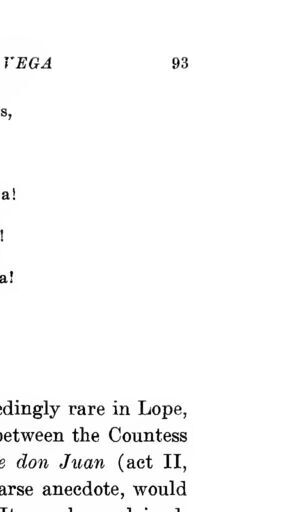 VEGA 93
s,
a!
!
a!
edingly rare in Lope,
between the Countess
e don Juan (act II,
arse anecdote, would